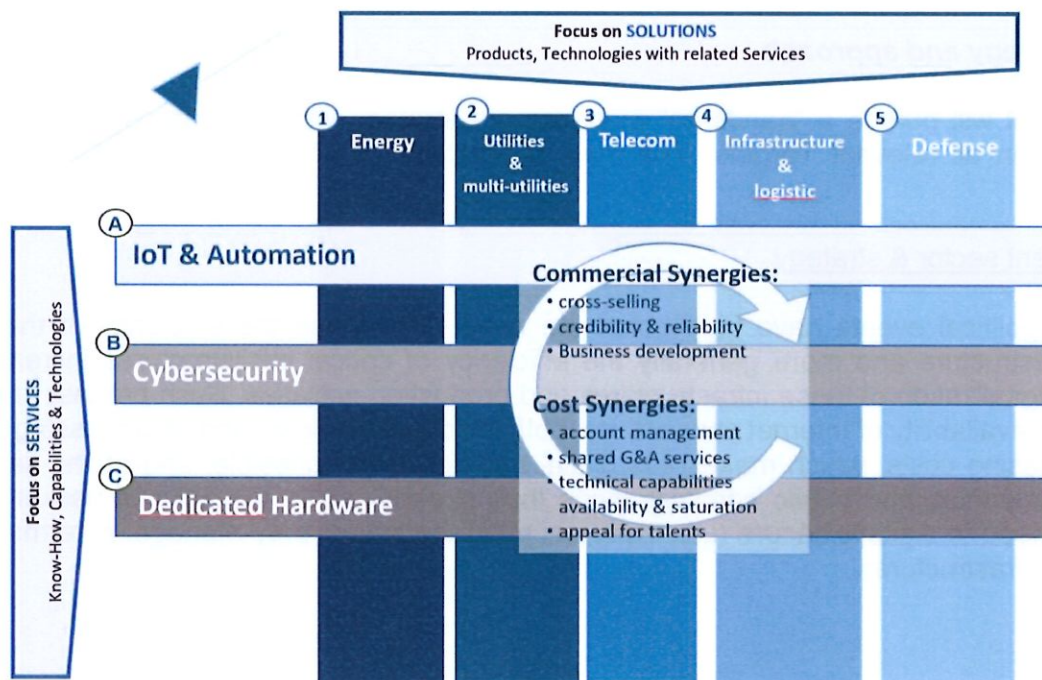 Focus on SOLUTIONS
Products, Technologies with related Services
1
Energy
2
Utilities
&
multi-utilities
3
Telecom
4
Infrastructure
&
logistic
5
Defense
Focus on SERVICES
Know-How, Capabilities & Technologies
A
IoT & Automation
B
Cybersecurity
C
Dedicated Hardware
Commercial Synergies:
• cross-selling
• credibility & reliability
• Business development
Cost Synergies:
• account management
• shared G&A services
• technical capabilities
availability & saturation
• appeal for talents